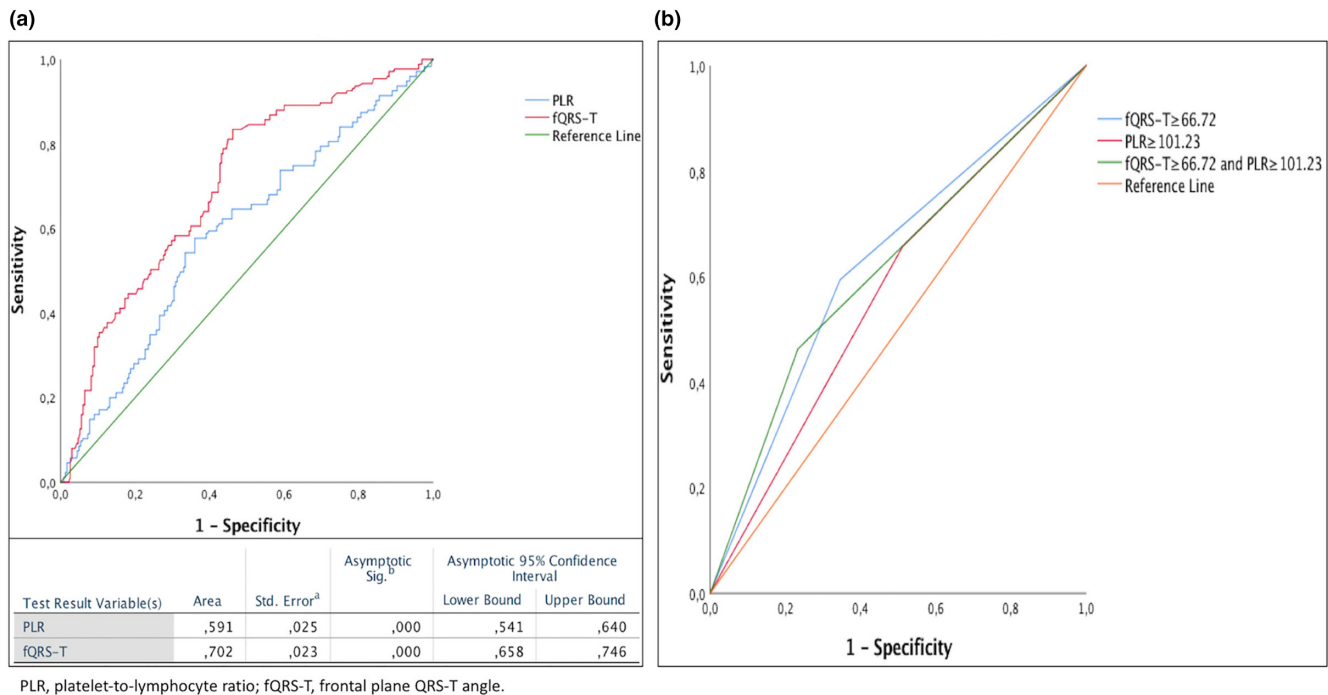 (a)
1,0
0,8
0,6
0,4
0,2
0,0
0,0 0,2 0,4 0,6 0,8 1,0
Sensitivity
1 - Specificity
PLR
fQRS-T
Reference Line
Asymptotic Sig.b
Asymptotic 95% Confidence Interval
Test Result Variable(s) Area Std. Errora Lower Bound Upper Bound
PLR ,591 ,025 ,000 ,541 ,640
fQRS-T ,702 ,023 ,000 ,658 ,746
(b)
1,0
0,8
0,6
0,4
0,2
0,0
0,0 0,2 0,4 0,6 0,8 1,0
Sensitivity
1 - Specificity
fQRS-T≥66.72
PLR≥101.23
fQRS-T≥66.72 and PLR≥101.23
Reference Line
PLR, platelet-to-lymphocyte ratio; fQRS-T, frontal plane QRS-T angle.